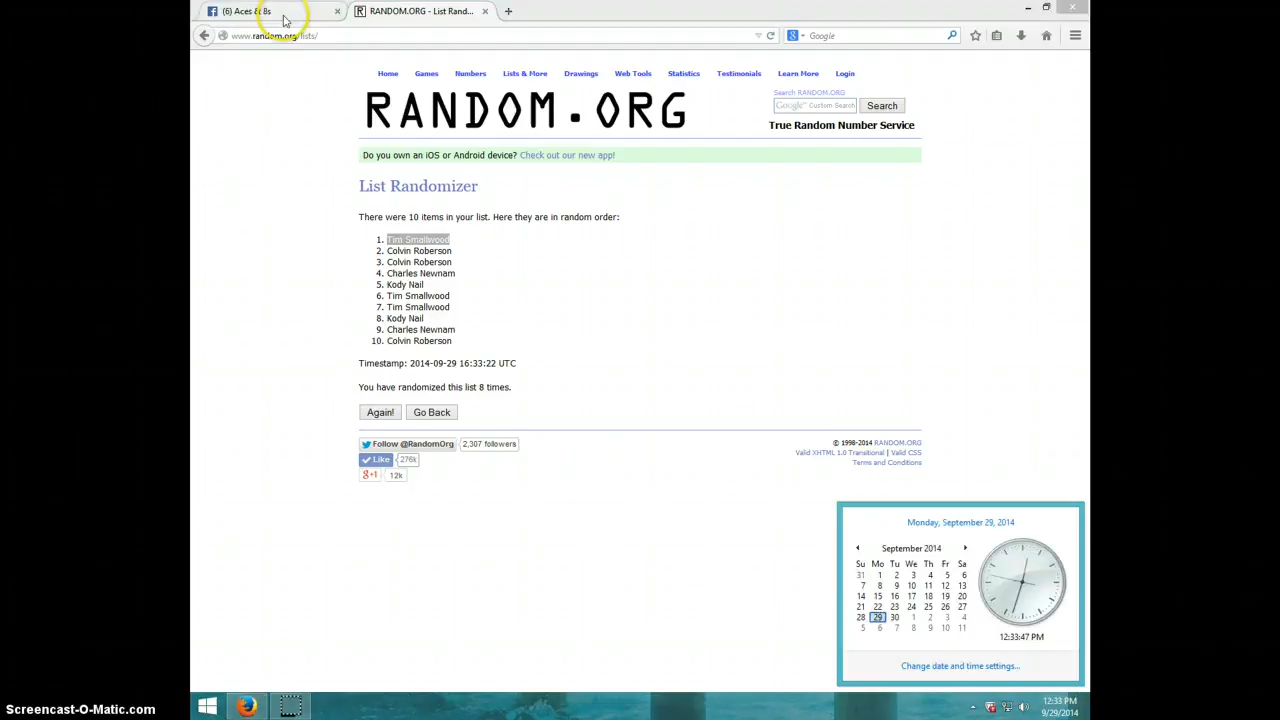 (6) Aces & 8s
RANDOM.ORG - List Rand...
www.random.org/lists/
Google
Home Games Numbers Lists & More Drawings Web Tools Statistics Testimonials Learn More Login
Search RANDOM.ORG
RANDOM.ORG
Google™ Custom Search Search
True Random Number Service
Do you own an iOS or Android device? Check out our new app!
List Randomizer
There were 10 items in your list. Here they are in random order:
1. Tim Smallwood
2. Colvin Roberson
3. Colvin Roberson
4. Charles Newnam
5. Kody Nail
6. Tim Smallwood
7. Tim Smallwood
8. Kody Nail
9. Charles Newnam
10. Colvin Roberson
Timestamp: 2014-09-29 16:33:22 UTC
You have randomized this list 8 times.
Again! Go Back
Follow @RandomOrg 2,307 followers
Like 276k
g+1 12k
© 1998-2014 RANDOM.ORG
Valid XHTML 1.0 Transitional | Valid CSS
Terms and Conditions
Monday, September 29, 2014
September 2014
Su Mo Tu We Th Fr Sa
31 1 2 3 4 5 6
7 8 9 10 11 12 13
14 15 16 17 18 19 20
21 22 23 24 25 26 27
28 29 30 1 2 3 4
5 6 7 8 9 10 11
12:33:47 PM
Change date and time settings...
12:33 PM
9/29/2014
Screencast-O-Matic.com